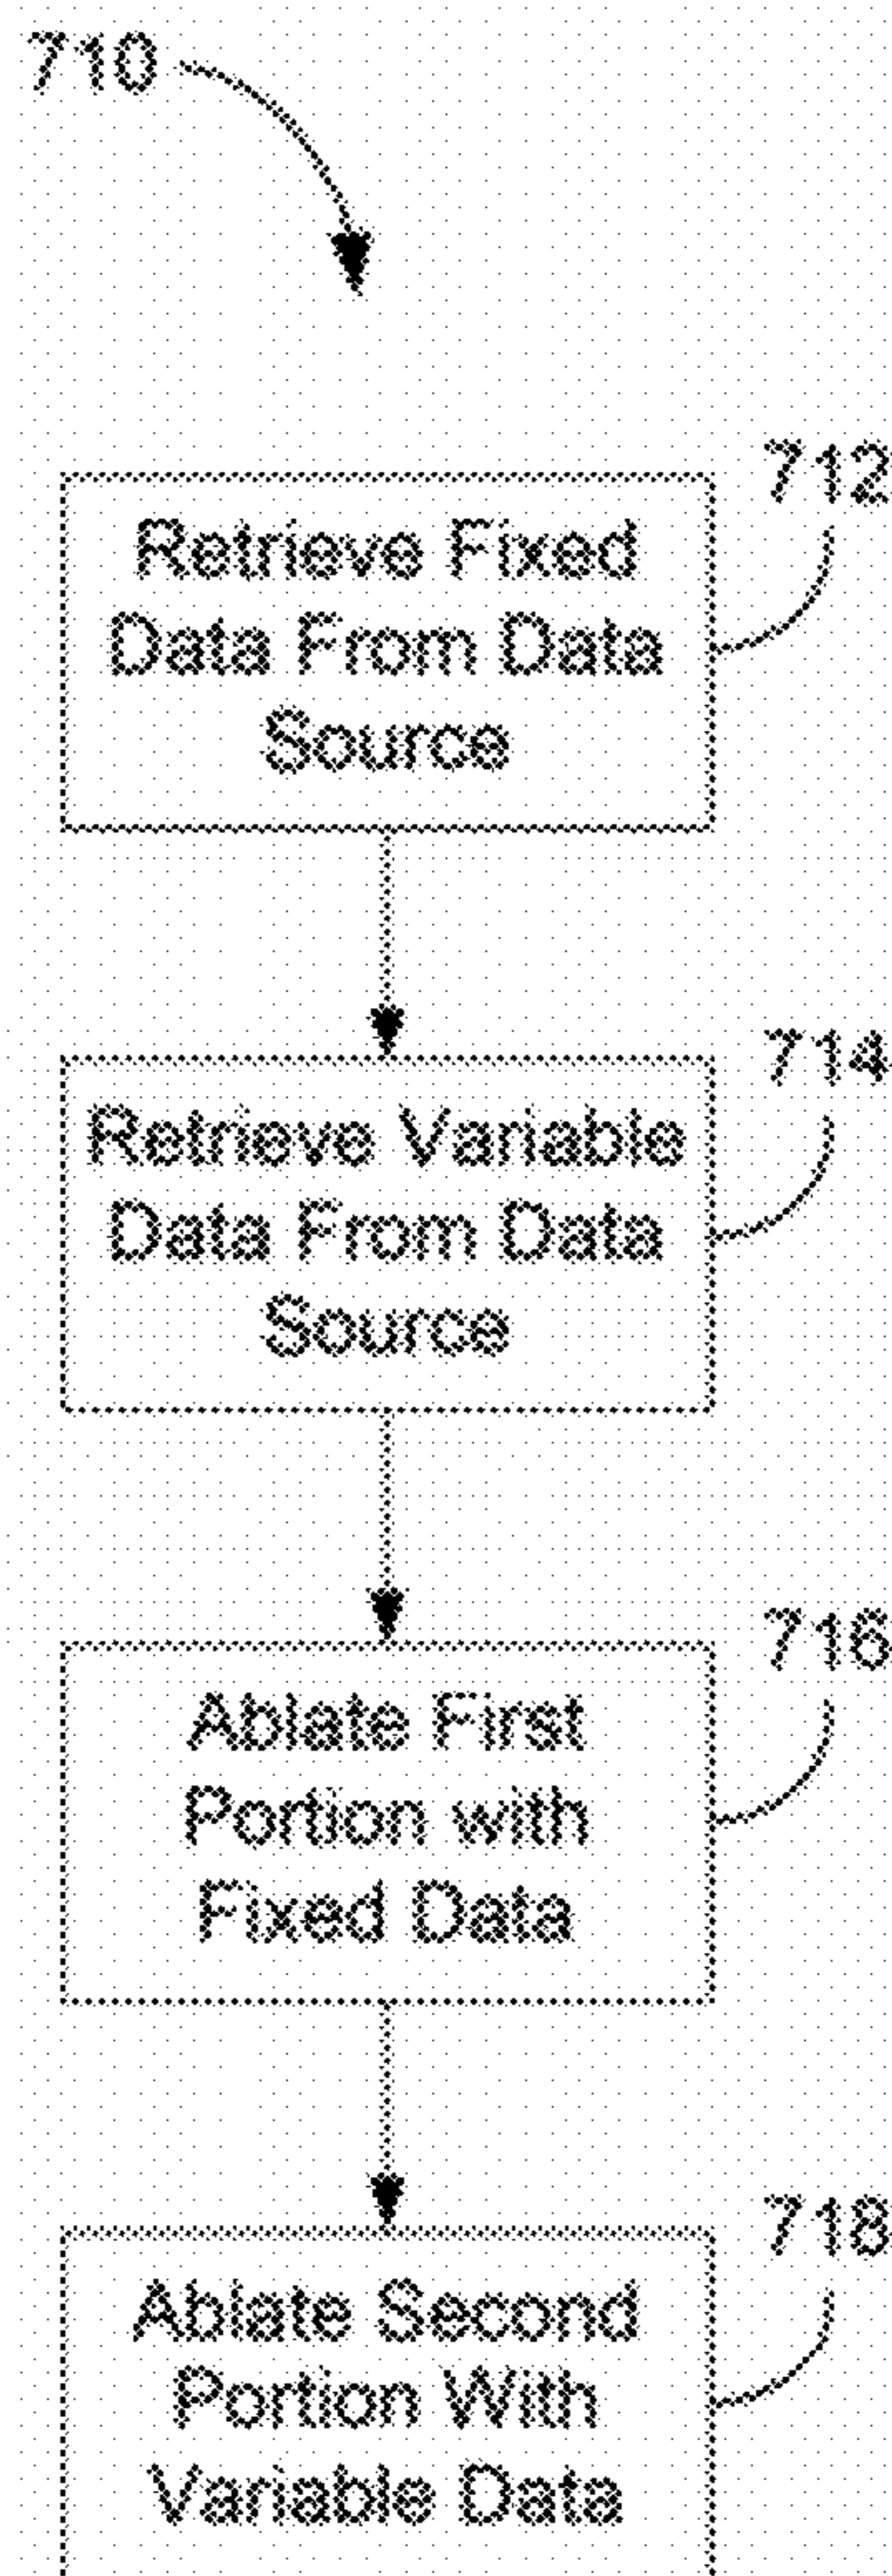 710
712
Retrieve Fixed
Data From Data
Source
714
Retrieve Variable
Data From Data
Source
716
Ablate First
Portion with
Fixed Data
718
Ablate Second
Portion With
Variable Data